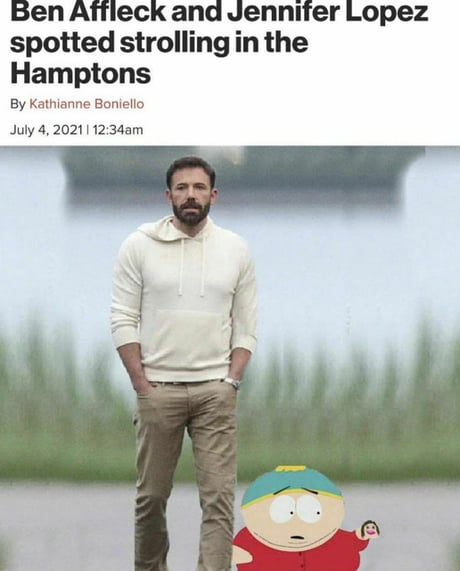 Ben Affleck and Jennifer Lopez
spotted strolling in the
Hamptons
By Kathianne Boniello
July 4, 2021 | 12:34am